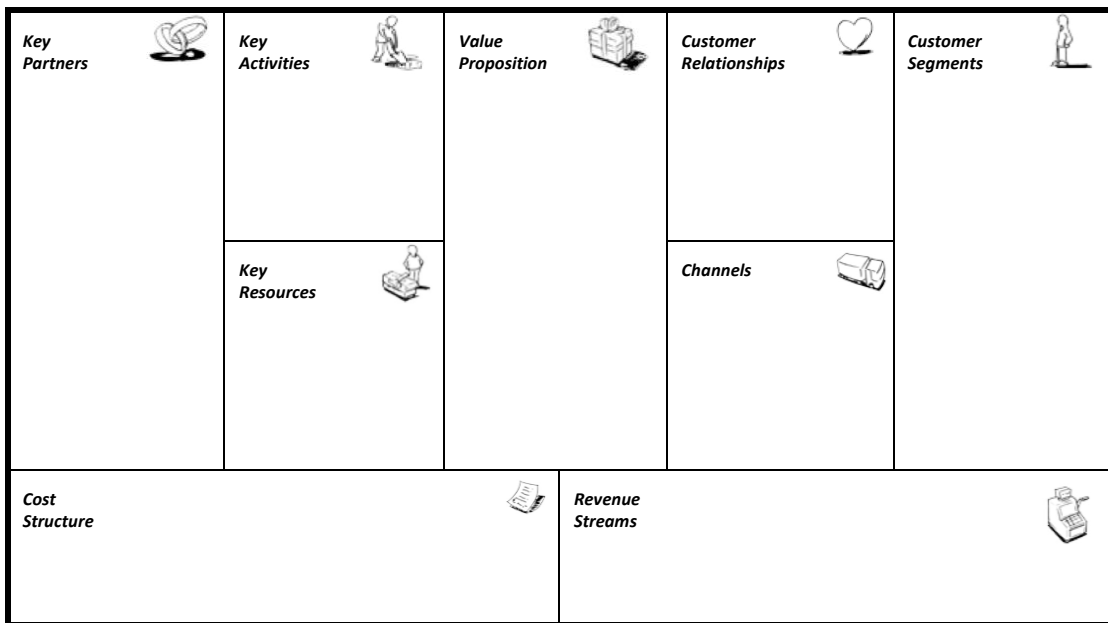 Key
Partners
Key
Activities
Value
Proposition
Customer
Relationships
Customer
Segments
Key
Resources
Channels
Cost
Structure
Revenue
Streams